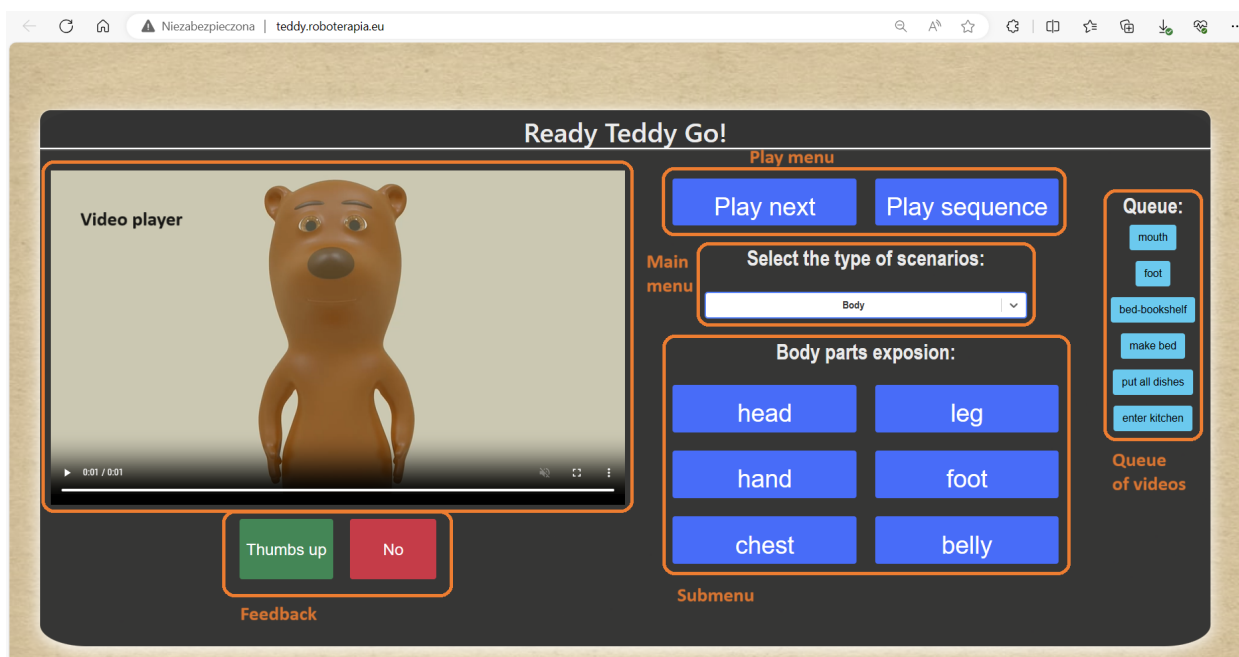 Niezabezpieczona | teddy.roboterapia.eu
Ready Teddy Go!
Video player
0:01 / 0:01
Thumbs up
No
Feedback
Play menu
Play next
Play sequence
Main
menu
Select the type of scenarios:
Body
Body parts exposion:
head
leg
hand
foot
chest
belly
Submenu
Queue:
mouth
foot
bed-bookshelf
make bed
put all dishes
enter kitchen
Queue
of videos